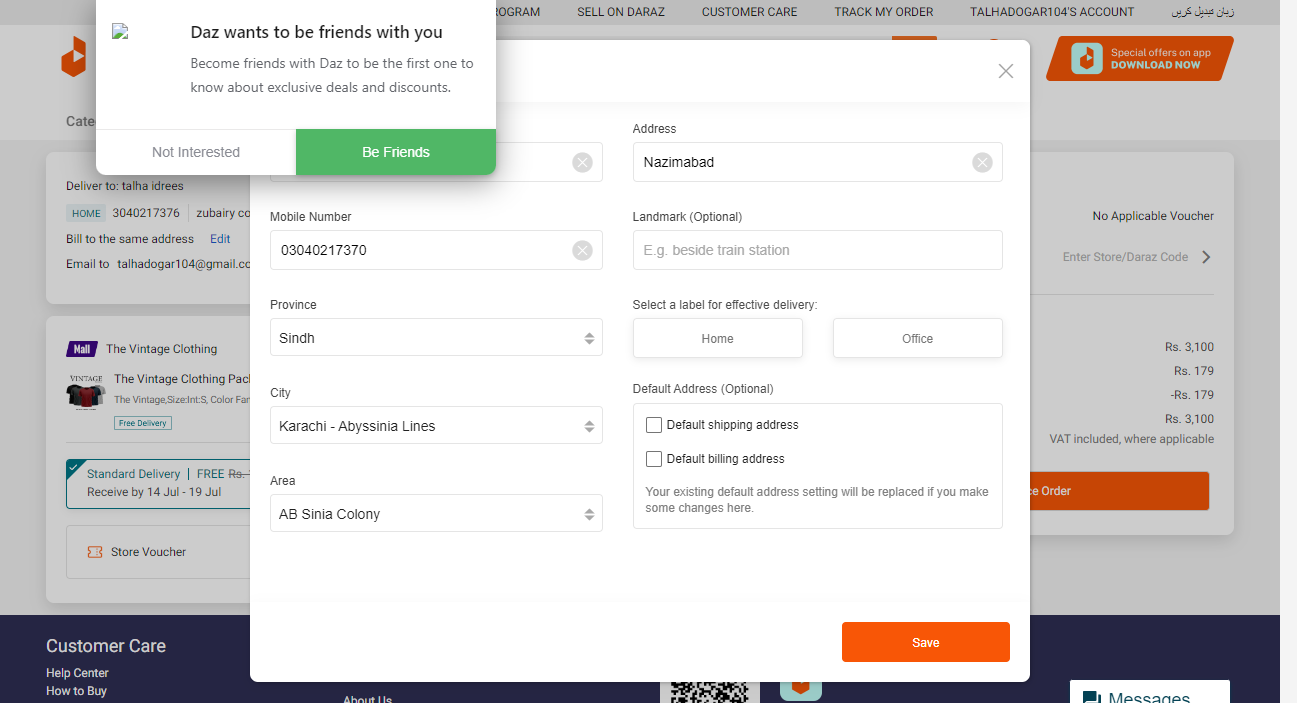 ROGRAM SELL ON DARAZ CUSTOMER CARE TRACK MY ORDER TALHADOGAR104'S ACCOUNT زبان تبدیل کریں
Daz wants to be friends with you
Become friends with Daz to be the first one to
know about exclusive deals and discounts.
Not Interested
Be Friends
Special offers on app
DOWNLOAD NOW
Cate
Deliver to: talha idrees
HOME 3040217376 zubairy co
Bill to the same address Edit
Email to talhadogar104@gmail.co
Mall The Vintage Clothing
VINTAGE
The Vintage Clothing Pac
The Vintage,Size:Int:S, Color Fam
Free Delivery
Standard Delivery | FREE Rs.
Receive by 14 Jul - 19 Jul
Store Voucher
Mobile Number
03040217370
Province
Sindh
City
Karachi - Abyssinia Lines
Area
AB Sinia Colony
Address
Nazimabad
Landmark (Optional)
E.g. beside train station
Select a label for effective delivery:
Home
Office
Default Address (Optional)
Default shipping address
Default billing address
Your existing default address setting will be replaced if you make
some changes here.
Save
No Applicable Voucher
Enter Store/Daraz Code
Rs. 3,100
Rs. 179
-Rs. 179
Rs. 3,100
VAT included, where applicable
ce Order
Customer Care
Help Center
How to Buy
About Us
Messages